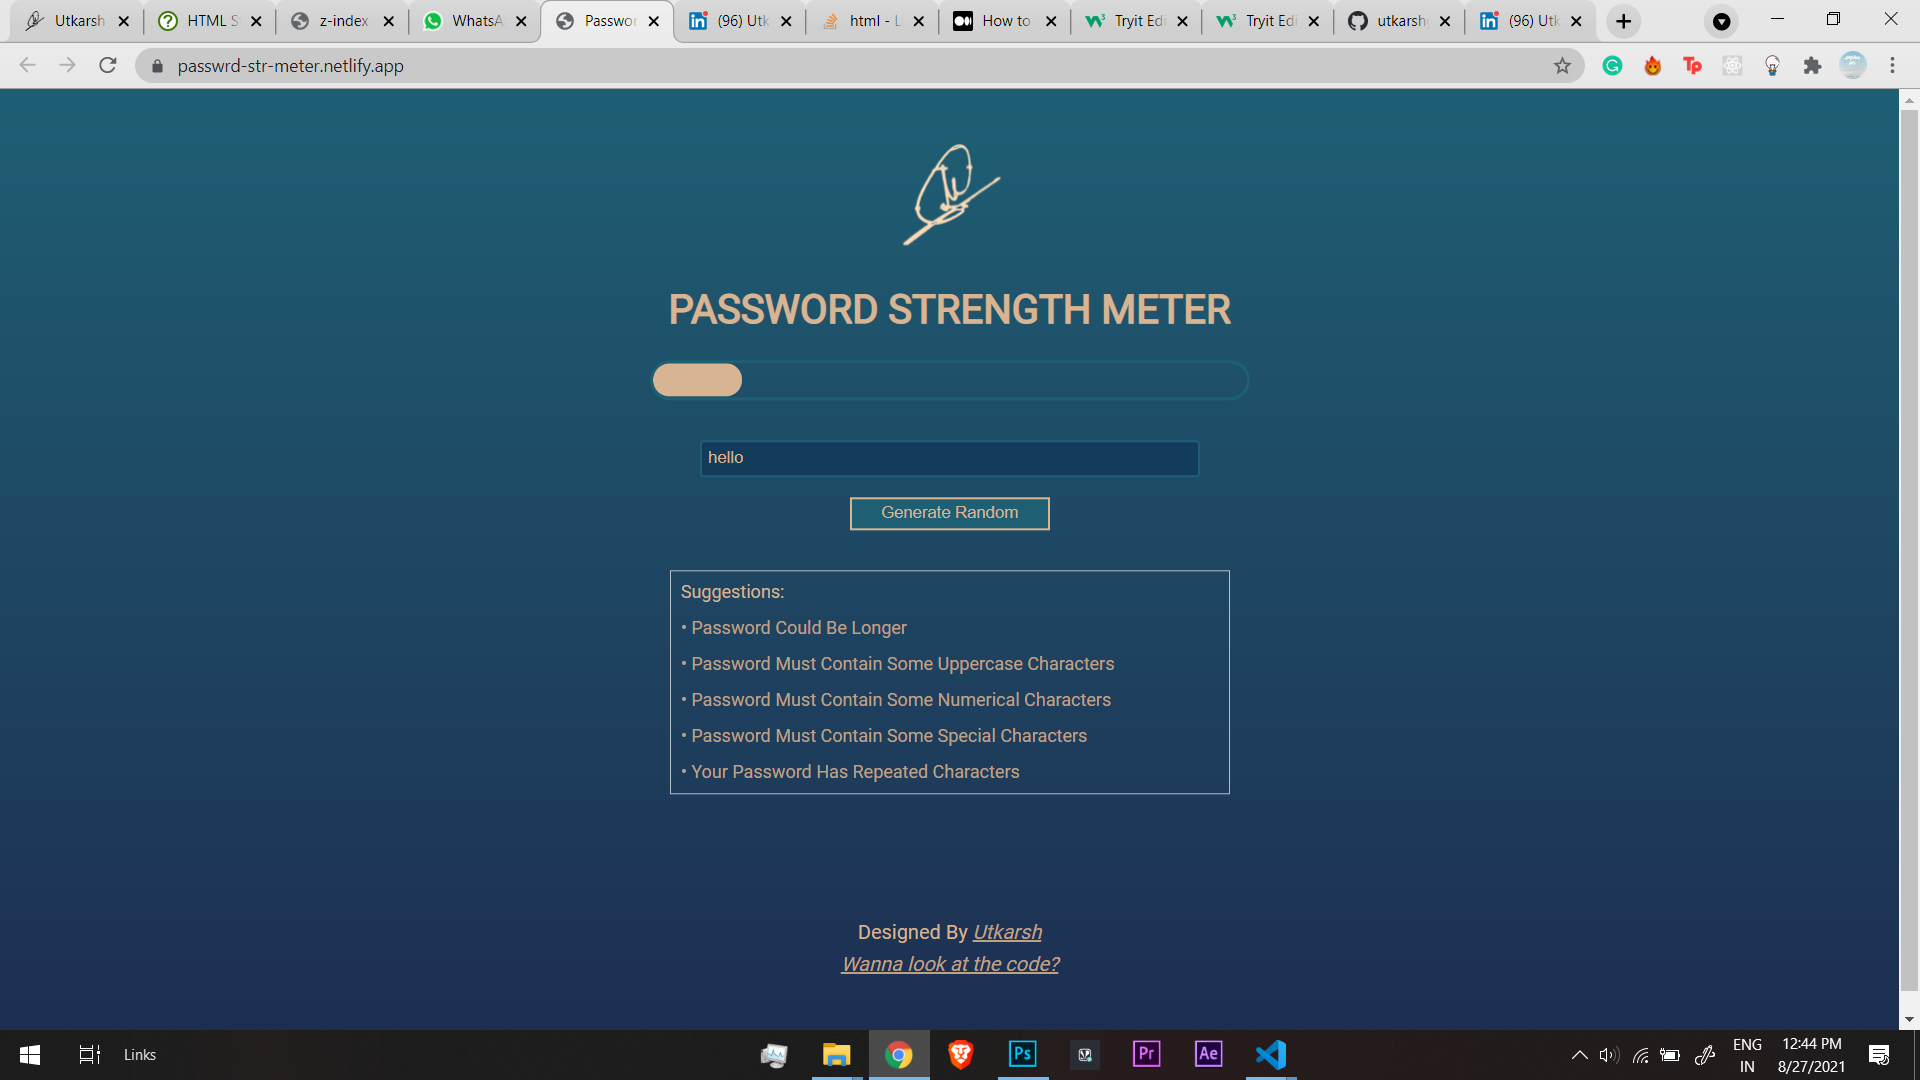 Utkarsh
HTML S
z-index
WhatsA
Passwor
(96) Utk
html - L
How to
Tryit Edi
Tryit Edi
utkarsh
(96) Utk
passwrd-str-meter.netlify.app
PASSWORD STRENGTH METER
hello
Generate Random
Suggestions:
• Password Could Be Longer
• Password Must Contain Some Uppercase Characters
• Password Must Contain Some Numerical Characters
• Password Must Contain Some Special Characters
• Your Password Has Repeated Characters
Designed By Utkarsh
Wanna look at the code?
Links
Ps
Pr
Ae
ENG
IN
12:44 PM
8/27/2021